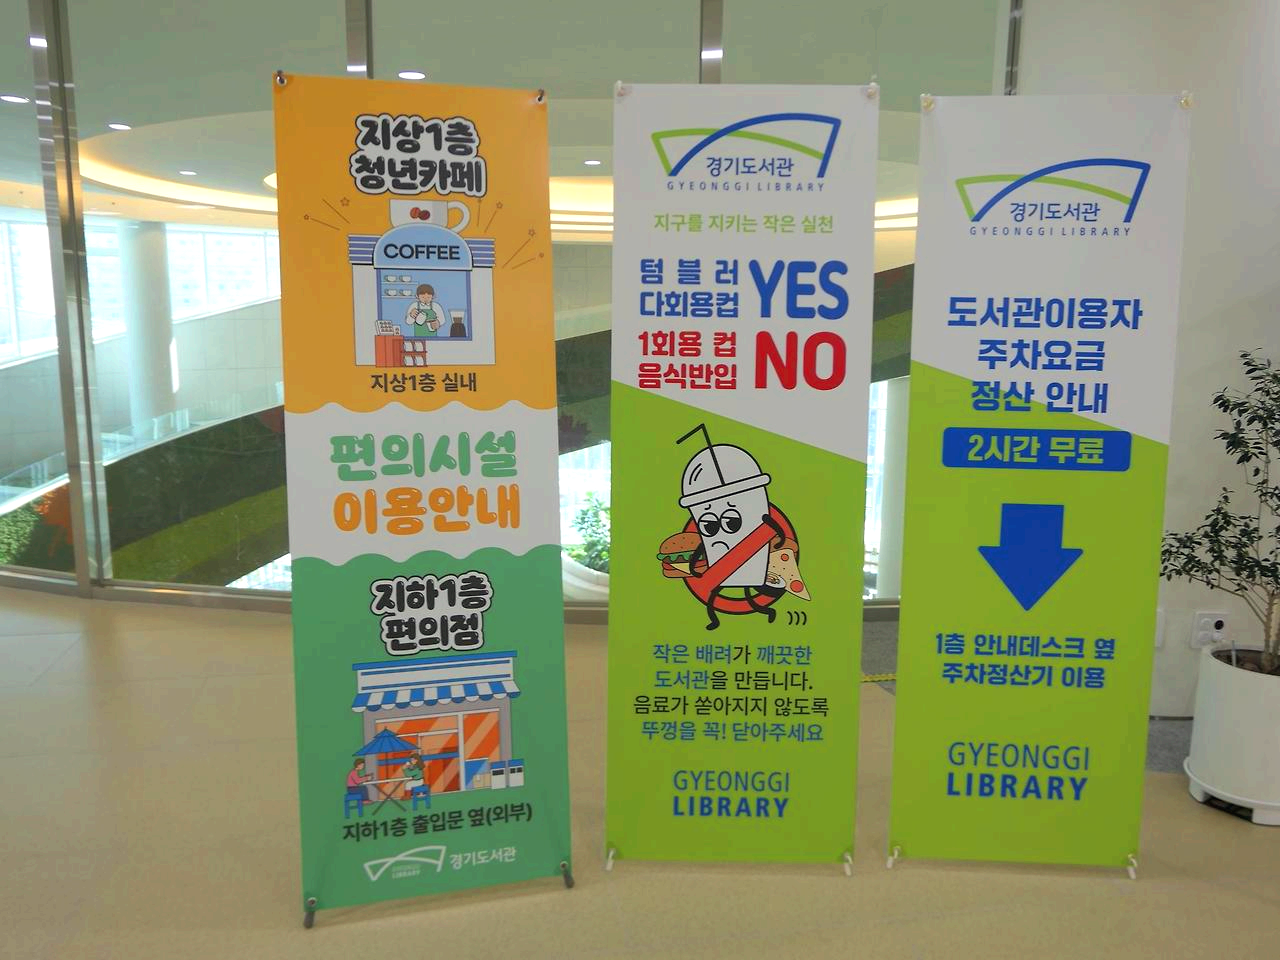 지상1층
청년카페
COFFEE
지상1층 실내
편의시설
이용안내
지하1층
편의점
지하1층 출입문 옆(외부)
경기도서관
GYEONGGI
LIBRARY
경기도서관
GYEONGGI LIBRARY
지구를 지키는 작은 실천
텀블러
다회용컵 YES
1회용 컵
음식반입 NO
작은 배려가 깨끗한
도서관을 만듭니다.
음료가 쏟아지지 않도록
뚜껑을 꼭! 닫아주세요
GYEONGGI
LIBRARY
경기도서관
GYEONGGI LIBRARY
도서관이용자
주차요금
정산 안내
2시간 무료
1층 안내데스크 옆
주차정산기 이용
GYEONGGI
LIBRARY